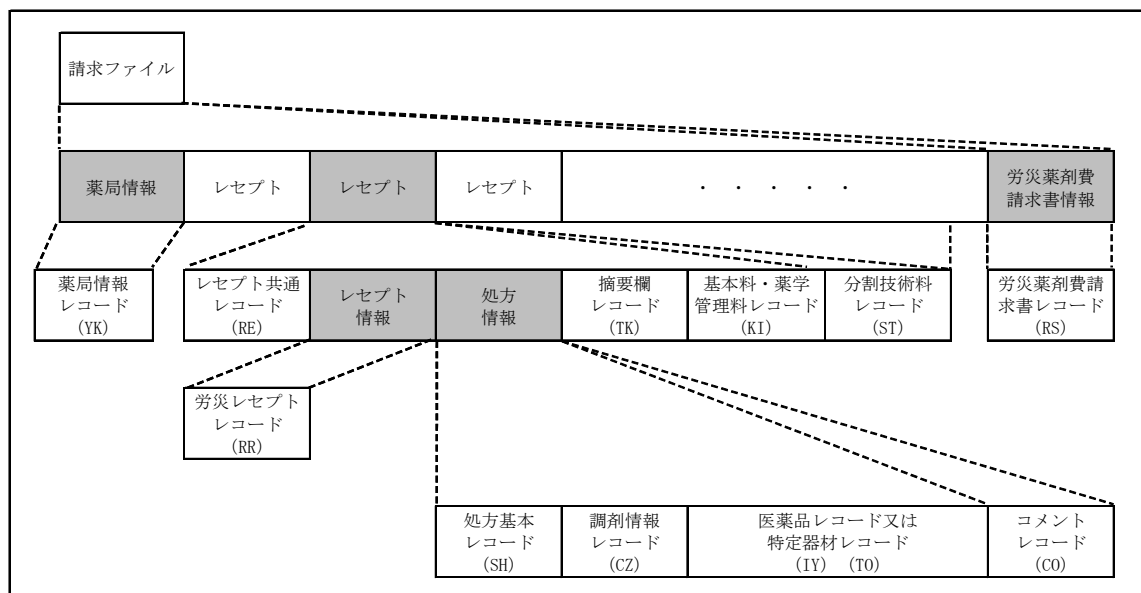 請求ファイル
薬局情報
レセプト
レセプト
レセプト
・ ・ ・ ・ ・
労災薬剤費
請求書情報
薬局情報
レコード
(YK)
レセプト共通
レコード
(RE)
レセプト
情報
処方
情報
摘要欄
レコード
(TK)
基本料・薬学
管理料レコード
(KI)
分割技術料
レコード
(ST)
労災薬剤費請
求書レコード
(RS)
労災レセプト
レコード
(RR)
処方基本
レコード
(SH)
調剤情報
レコード
(CZ)
医薬品レコード又は
特定器材レコード
(IY) (TO)
コメント
レコード
(CO)